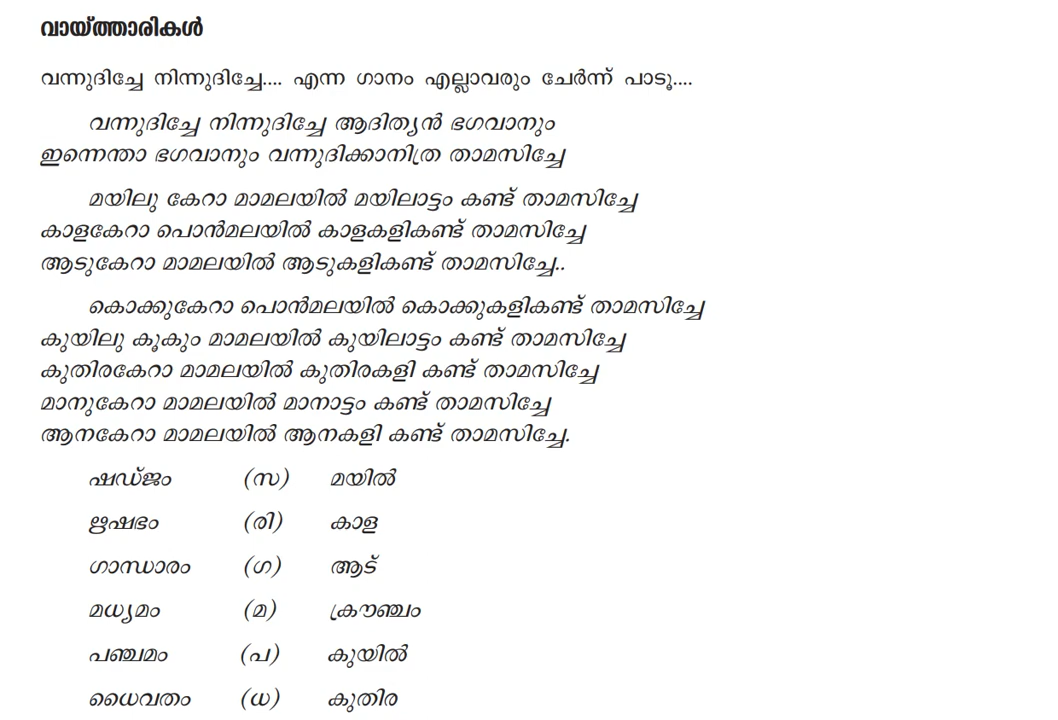 വായ്ത്താരികൾ
വന്നുദിച്ചേ നിന്നുദിച്ചേ.... എന്ന ഗാനം എല്ലാവരും ചേർന്ന് പാടൂ....
വന്നുദിച്ചേ നിന്നുദിച്ചേ ആദിത്യൻ ഭഗവാനും
ഇന്നെന്താ ഭഗവാനും വന്നുദിക്കാനിത്ര താമസിച്ചേ
മയിലു കേറാ മാമലയിൽ മയിലാട്ടം കണ്ട് താമസിച്ചേ
കാളകേറാ പൊൻമലയിൽ കാളകളികണ്ട് താമസിച്ചേ
ആടുകേറാ മാമലയിൽ ആടുകളികണ്ട് താമസിച്ചേ..
കൊക്കുകേറാ പൊൻമലയിൽ കൊക്കുകളികണ്ട് താമസിച്ചേ
കുയിലു കൂകും മാമലയിൽ കുയിലാട്ടം കണ്ട് താമസിച്ചേ
കുതിരകേറാ മാമലയിൽ കുതിരകളി കണ്ട് താമസിച്ചേ
മാനുകേറാ മാമലയിൽ മാനാട്ടം കണ്ട് താമസിച്ചേ
ആനകേറാ മാമലയിൽ ആനകളി കണ്ട് താമസിച്ചേ.
ഷഡ്ജം (സ) മയിൽ
ഋഷഭം (രി) കാള
ഗാന്ധാരം (ഗ) ആട്
മധ്യമം (മ) ക്രൗഞ്ചം
പഞ്ചമം (പ) കുയിൽ
ധൈവതം (ധ) കുതിര